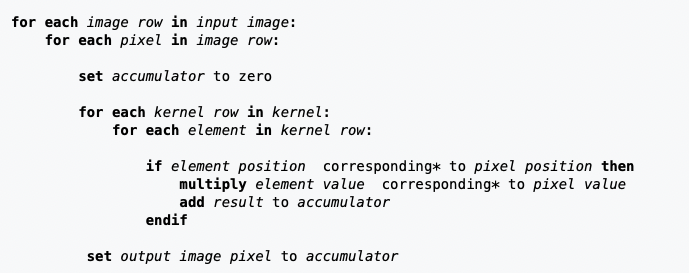 for each image row in input image:
for each pixel in image row:
set accumulator to zero
for each kernel row in kernel:
for each element in kernel row:
if element position corresponding* to pixel position then
multiply element value corresponding* to pixel value
add result to accumulator
endif
set output image pixel to accumulator